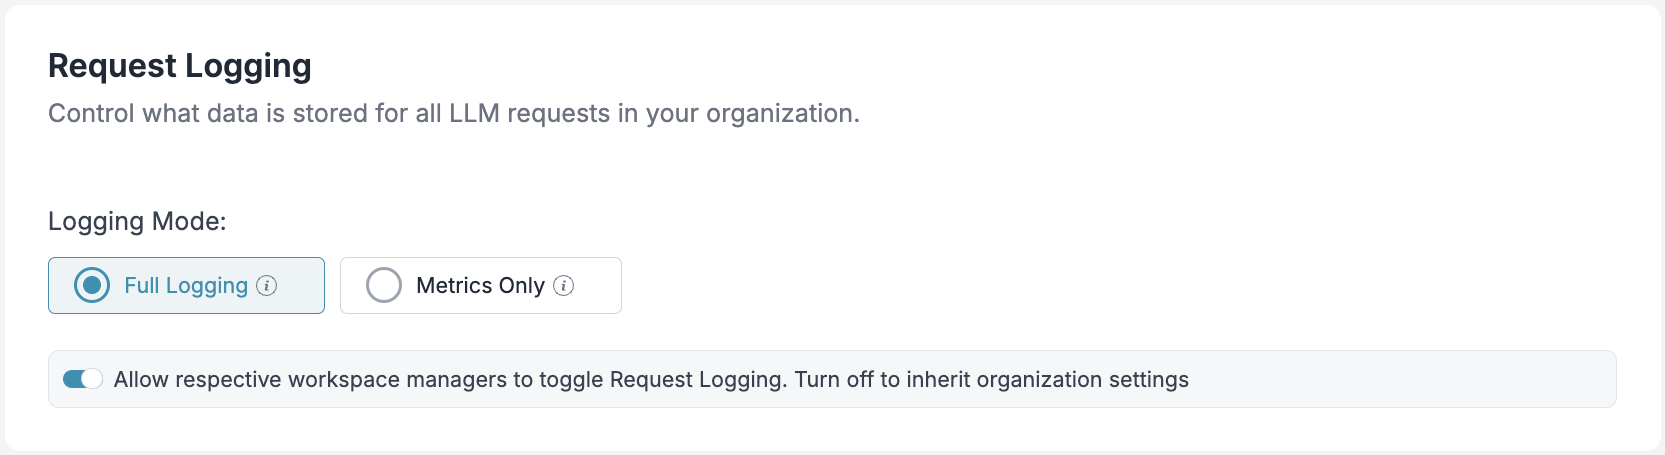 Request Logging
Control what data is stored for all LLM requests in your organization.
Logging Mode:
Full Logging i Metrics Only i
Allow respective workspace managers to toggle Request Logging. Turn off to inherit organization settings